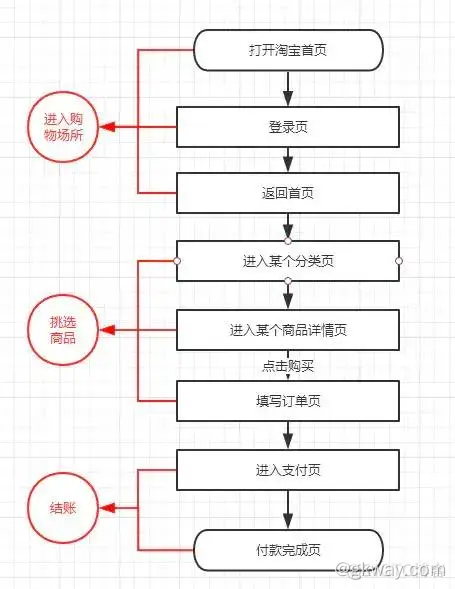 打开淘宝首页
进入购
物场所
登录页
返回首页
进入某个分类页
挑选
商品
进入某个商品详情页
点击购买
填写订单页
进入支付页
结账
付款完成页
@gkway.com